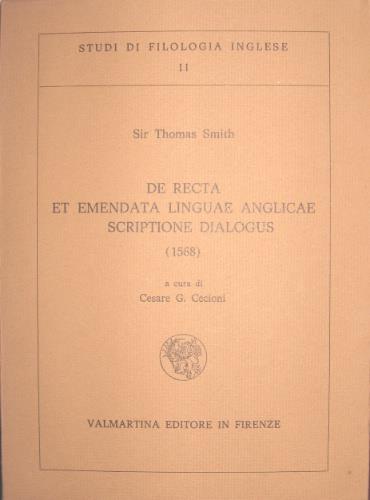 STUDI DI FILOLOGIA INGLESE
II
Sir Thomas Smith
DE RECTA
ET EMENDATA LINGUAE ANGLICAE
SCRIPTIONE DIALOGUS
(1568)
a cura di
Cesare G. Cecioni
VALMARTINA EDITORE IN FIRENZE